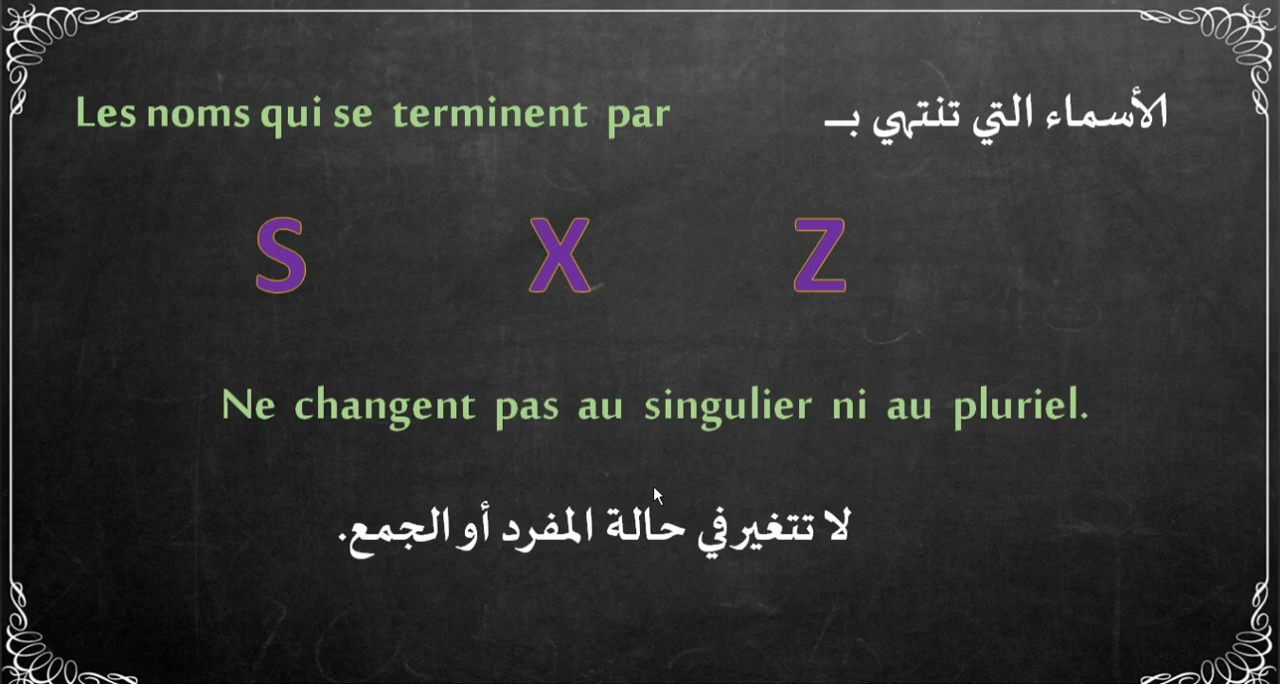 Les noms qui se terminent par الأسماء التي تنتهي بـ
S X Z
Ne changent pas au singulier ni au pluriel.
لا تتغير في حالة المفرد أو الجمع.